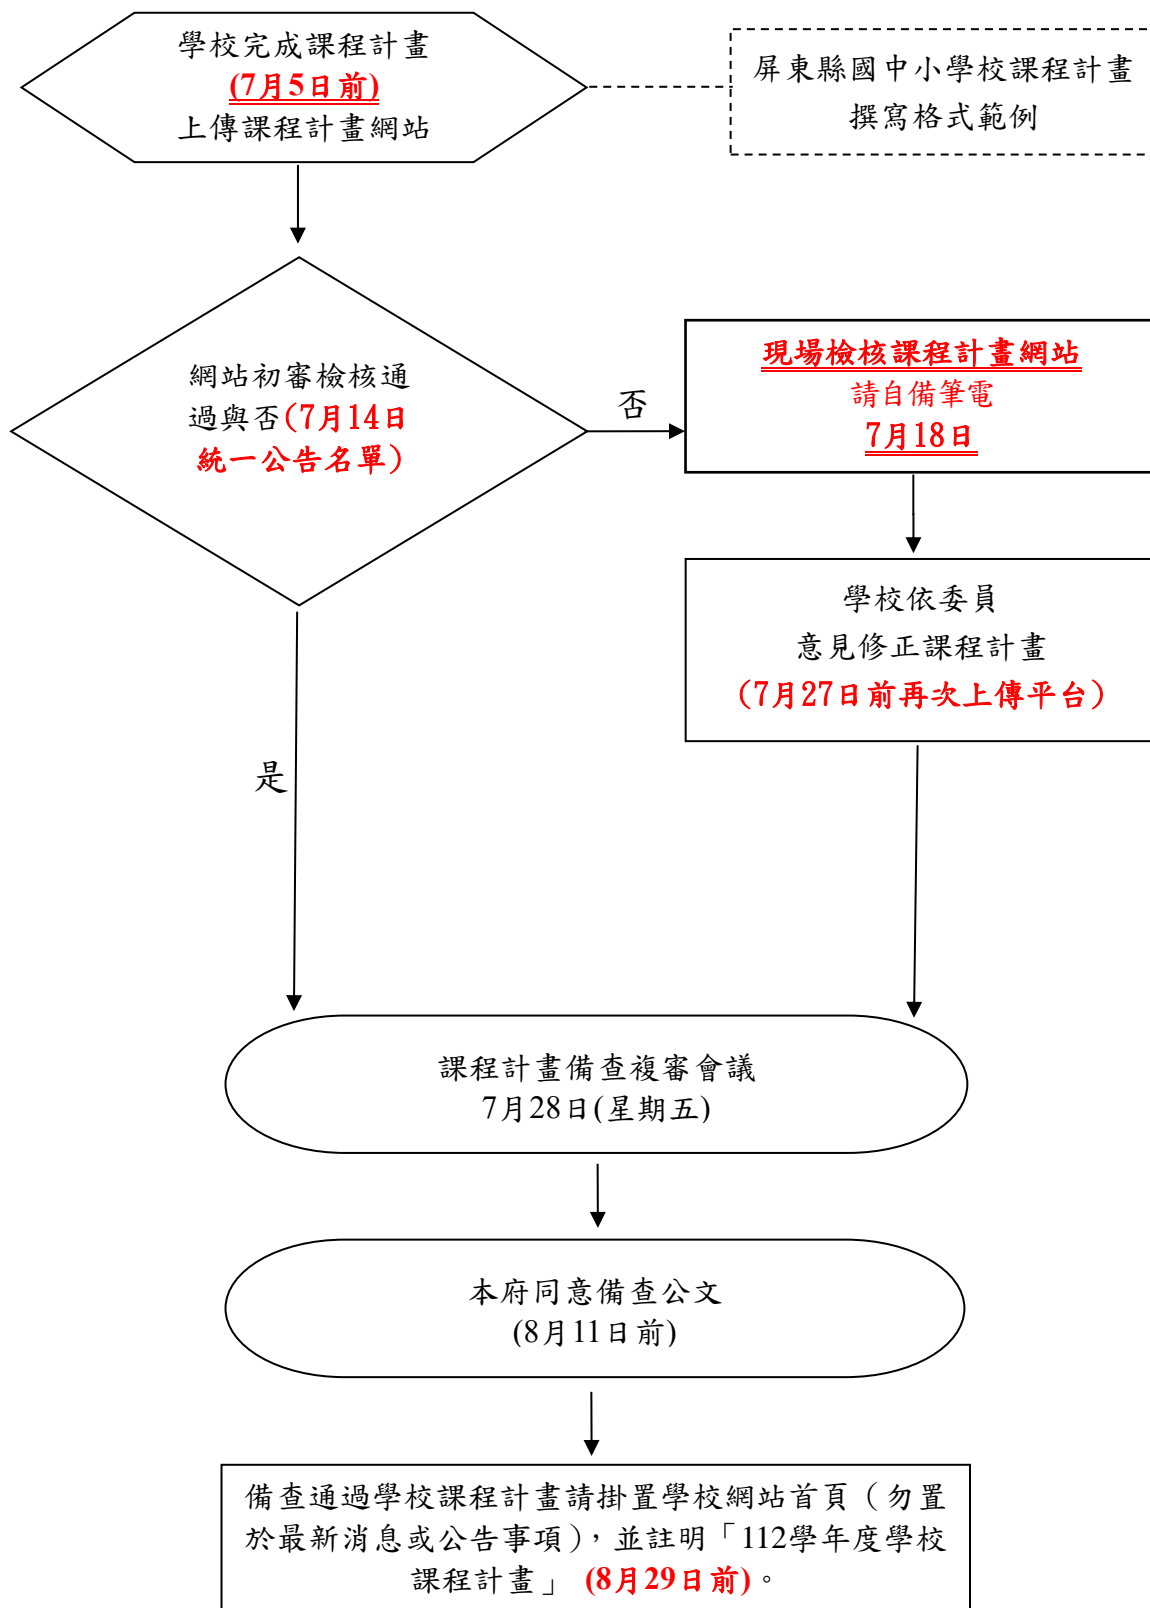 學校完成課程計畫
(7月5日前)
上傳課程計畫網站
屏東縣國中小學校課程計畫
撰寫格式範例
網站初審檢核通
過與否(7月14日
統一公告名單)
否
現場檢核課程計畫網站
請自備筆電
7月18日
學校依委員
意見修正課程計畫
(7月27日前再次上傳平台)
是
課程計畫備查複審會議
7月28日(星期五)
本府同意備查公文
(8月11日前)
備查通過學校課程計畫請掛置學校網站首頁（勿置
於最新消息或公告事項），並註明「112學年度學校
課程計畫」 (8月29日前)。